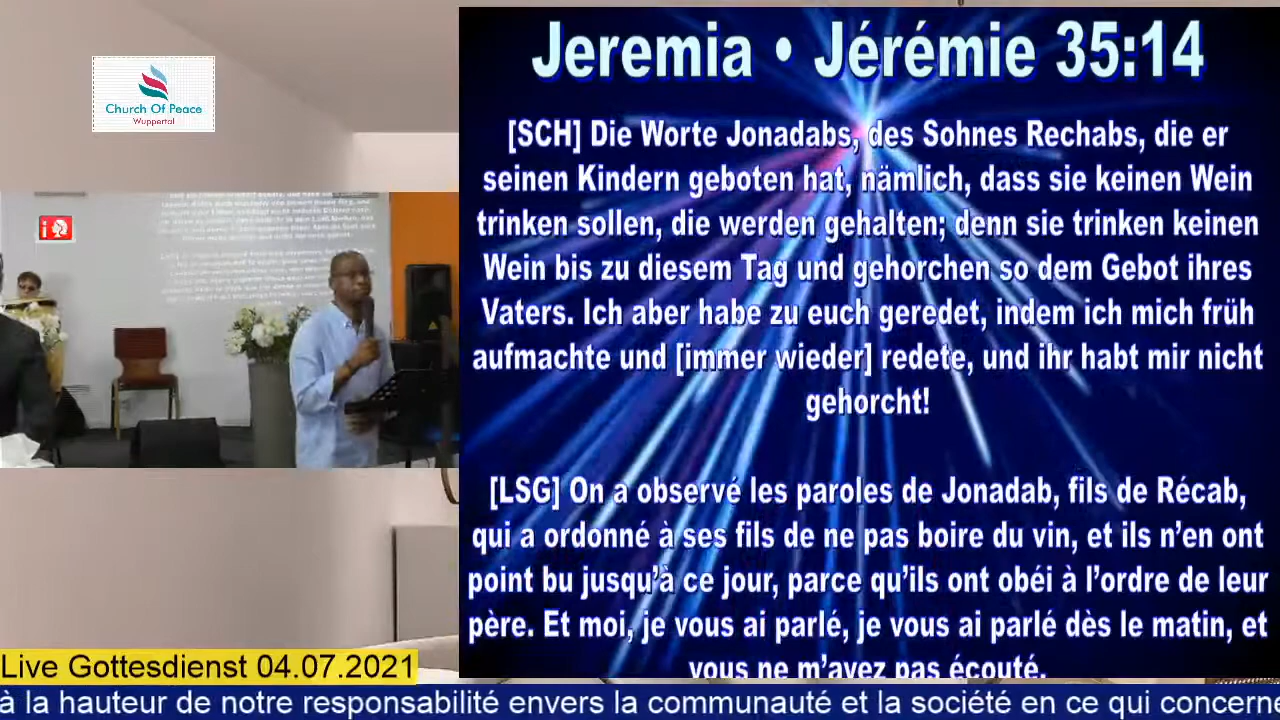 Jeremia • Jérémie 35:14
Church Of Peace
Wuppertal
[SCH] Die Worte Jonadabs, des Sohnes Rechabs, die er
seinen Kindern geboten hat, nämlich, dass sie keinen Wein
trinken sollen, die werden gehalten; denn sie trinken keinen
Wein bis zu diesem Tag und gehorchen so dem Gebot ihres
Vaters. Ich aber habe zu euch geredet, indem ich mich früh
aufmachte und [immer wieder] redete, und ihr habt mir nicht
gehorcht!
[LSG] On a observé les paroles de Jonadab, fils de Récab,
qui a ordonné à ses fils de ne pas boire du vin, et ils n’en ont
point bu jusqu’à ce jour, parce qu’ils ont obéi à l’ordre de leur
père. Et moi, je vous ai parlé, je vous ai parlé dès le matin, et
vous ne m’avez pas écouté.
Live Gottesdienst 04.07.2021
à la hauteur de notre responsabilité envers la communauté et la société en ce qui concerne